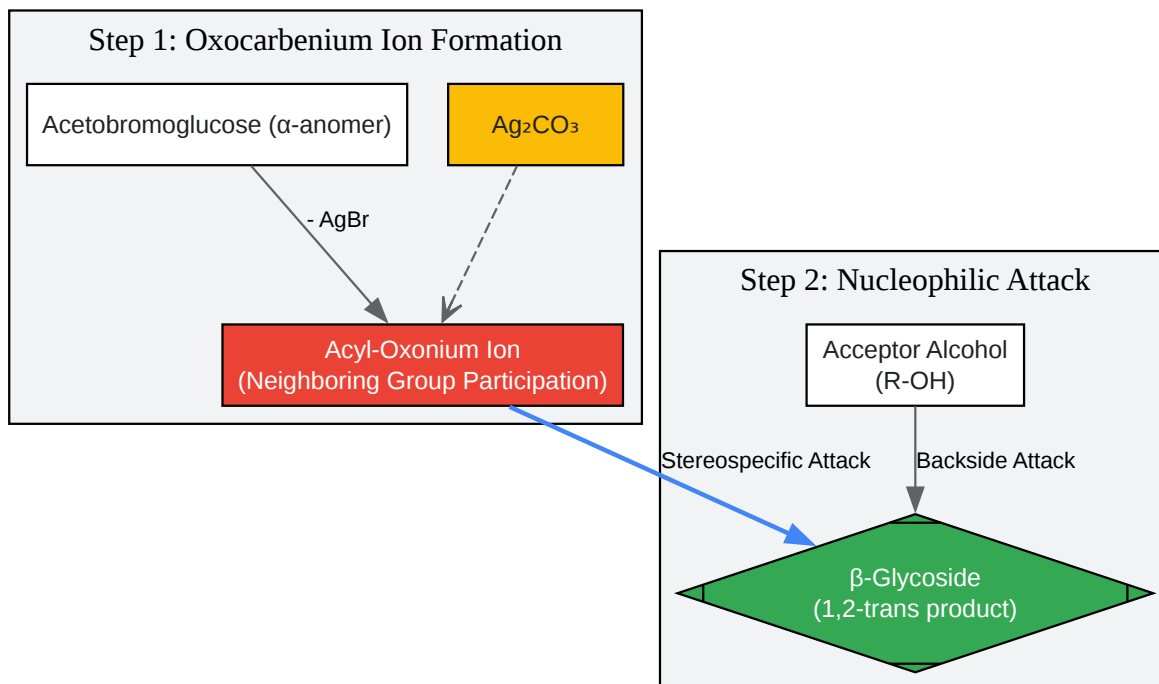 Step 1: Oxocarbenium Ion Formation
Acetobromoglucose (α-anomer)
Ag₂CO₃
- AgBr
Acyl-Oxonium Ion
(Neighboring Group Participation)
Step 2: Nucleophilic Attack
Acceptor Alcohol
(R-OH)
Stereospecific Attack
Backside Attack
β-Glycoside
(1,2-trans product)